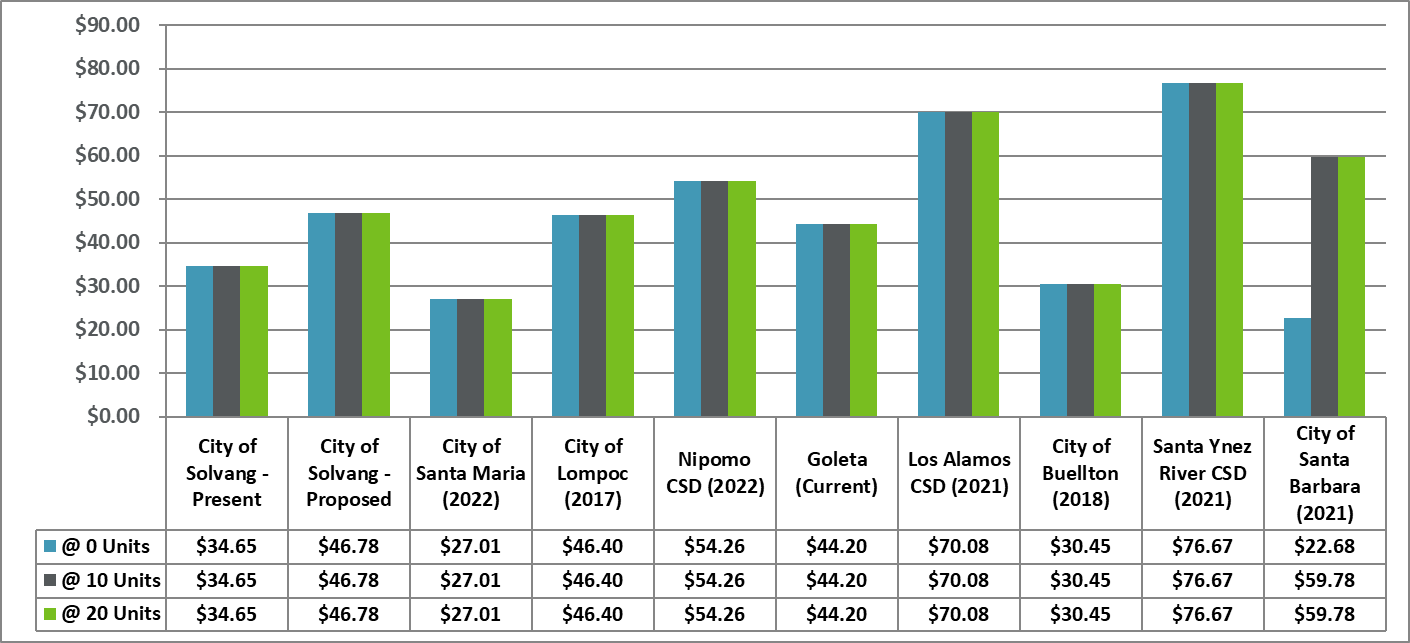 $90.00
$80.00
$70.00
$60.00
$50.00
$40.00
$30.00
$20.00
$10.00
$0.00
City of
Solvang -
Present
City of
Solvang -
Proposed
City of
Santa Maria
(2022)
City of
Lompoc
(2017)
Nipomo
CSD (2022)
Goleta
(Current)
Los Alamos
CSD (2021)
City of
Buellton
(2018)
Santa Ynez
River CSD
(2021)
City of
Santa
Barbara
(2021)
@ 0 Units $34.65 $46.78 $27.01 $46.40 $54.26 $44.20 $70.08 $30.45 $76.67 $22.68
@ 10 Units $34.65 $46.78 $27.01 $46.40 $54.26 $44.20 $70.08 $30.45 $76.67 $59.78
@ 20 Units $34.65 $46.78 $27.01 $46.40 $54.26 $44.20 $70.08 $30.45 $76.67 $59.78